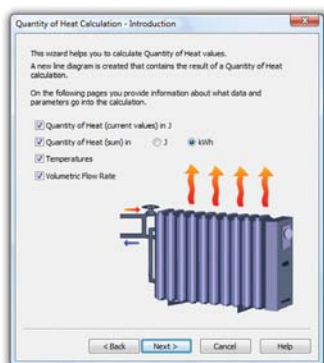 Quantity of Heat Calculation - Introduction
This wizard helps you to calculate Quantity of Heat values.
A new line diagram is created that contains the result of a Quantity of Heat
calculation.
On the following pages you provide information about what data and
parameters go into the calculation.
Quantity of Heat (current values) in J
Quantity of Heat (sum) in J kWh
Temperatures
Volumetric Flow Rate
< Back Next > Cancel Help